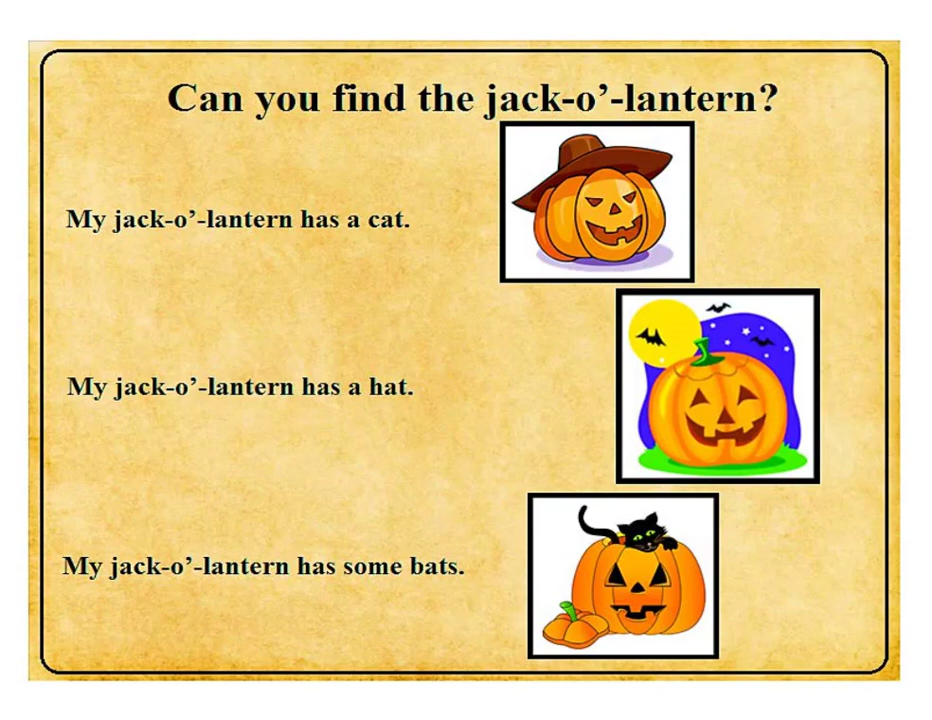 Can you find the jack-o’-lantern?
My jack-o’-lantern has a cat.
My jack-o’-lantern has a hat.
My jack-o’-lantern has some bats.